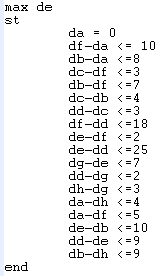 max de
st
da = 0
df-da <= 10
db-da <=8
dc-df <=3
db-df <=7
dc-db <=4
dd-dc <=3
df-dd <=18
de-df <=2
de-dd <=25
dg-de <=7
dd-dg <=2
dh-dg <=3
da-dh <=4
da-df <=5
de-db <=10
dd-de <=9
db-dh <=9
end